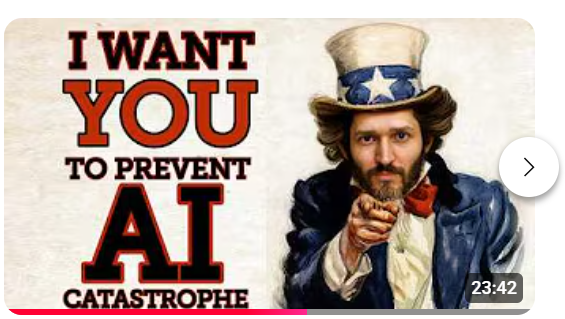 I WANT
YOU
TO PREVENT
AI
CATASTROPHE
23:42